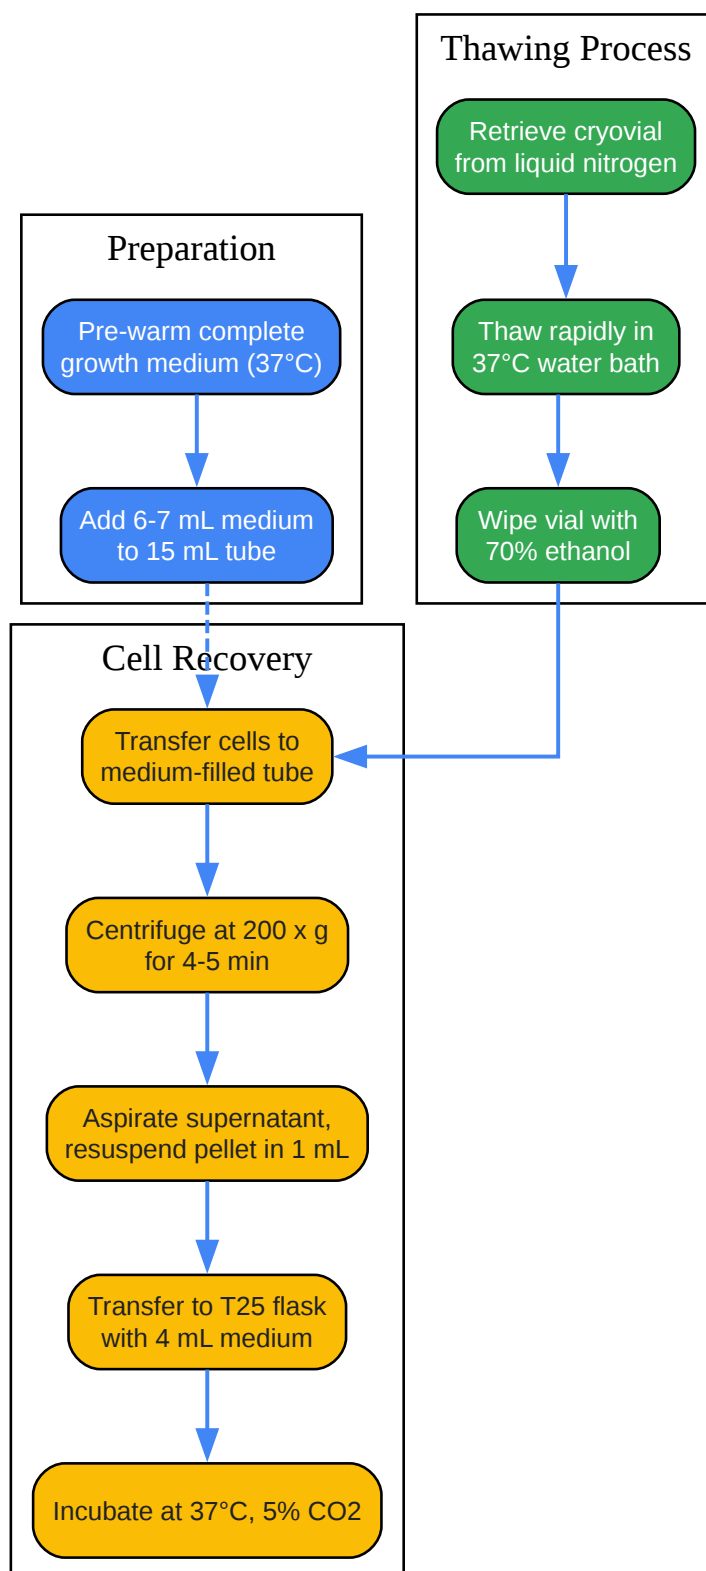 Thawing Process
Retrieve cryovial
from liquid nitrogen
Thaw rapidly in
37°C water bath
Wipe vial with
70% ethanol
Preparation
Pre-warm complete
growth medium (37°C)
Add 6-7 mL medium
to 15 mL tube
Cell Recovery
Transfer cells to
medium-filled tube
Centrifuge at 200 x g
for 4-5 min
Aspirate supernatant,
resuspend pellet in 1 mL
Transfer to T25 flask
with 4 mL medium
Incubate at 37°C, 5% CO2